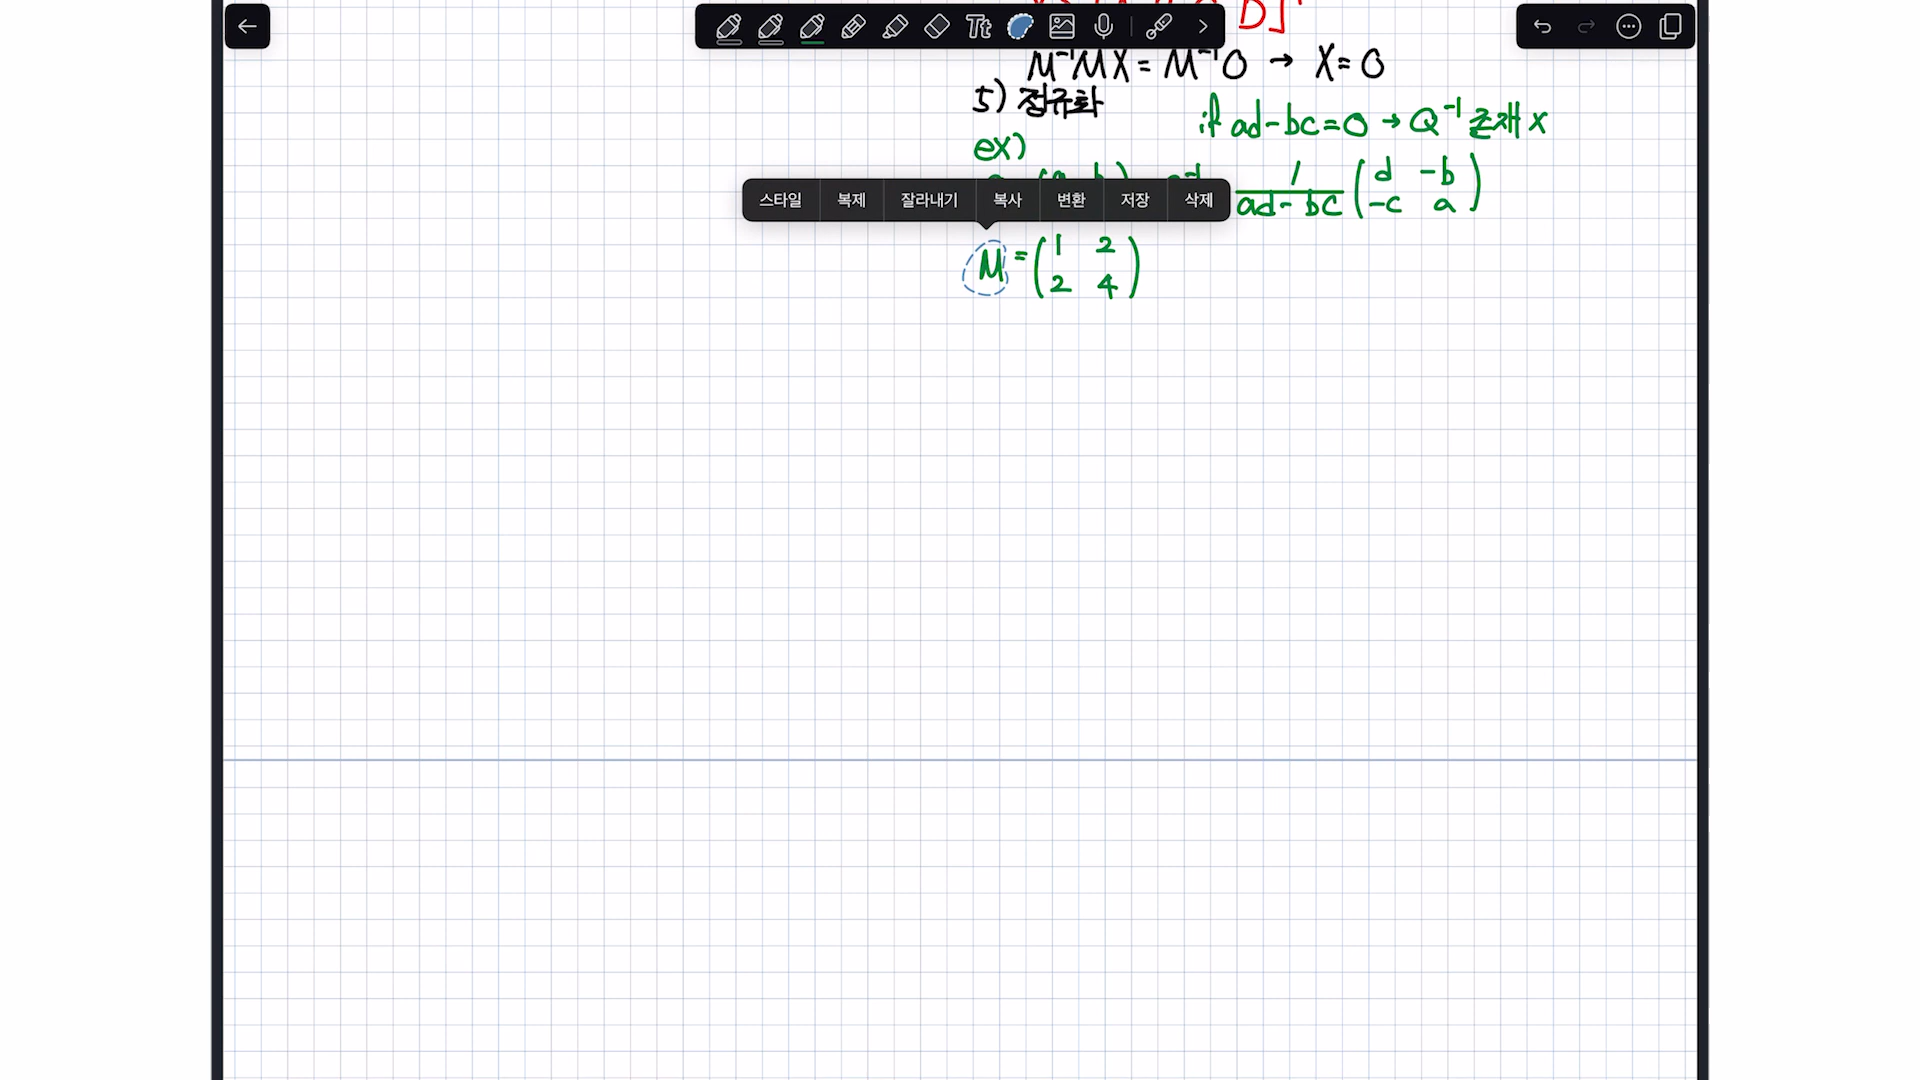 Tt
M⁻¹MX = M⁻¹O → X = O
5) 정규화
if ad-bc=0 → Q⁻¹ 존재 x
ex)
스타일 복제 잘라내기 복사 변환 저장 삭제
1/ad-bc (d -b
-c a)
M = (1 2
2 4)